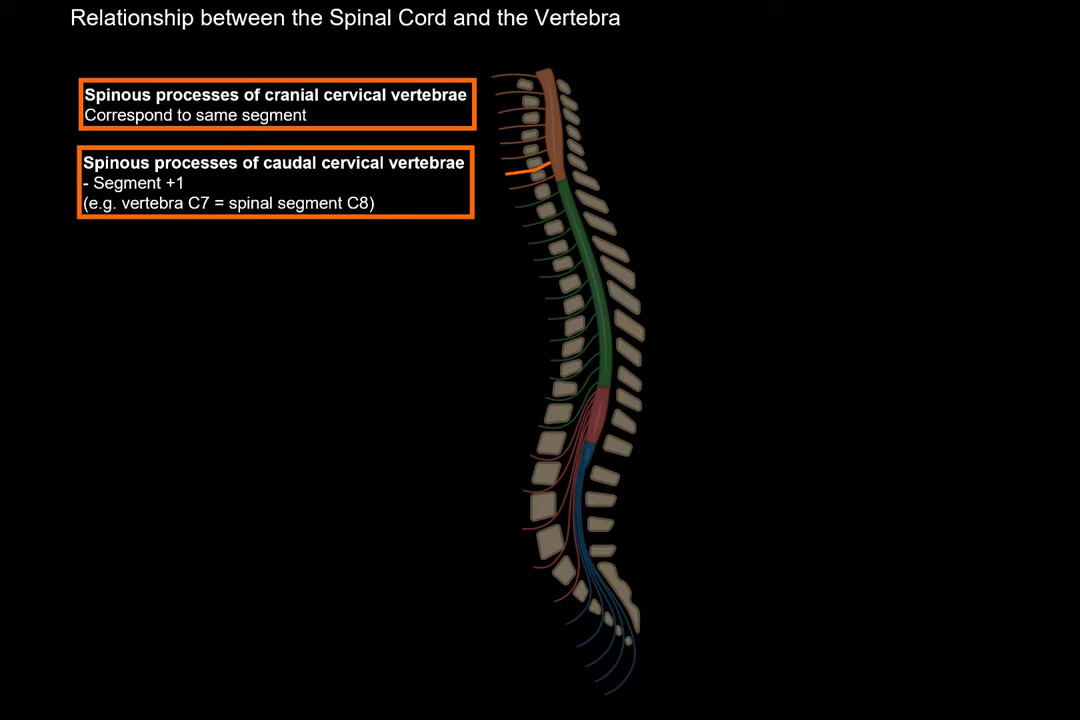 Relationship between the Spinal Cord and the Vertebra
Spinous processes of cranial cervical vertebrae
Correspond to same segment
Spinous processes of caudal cervical vertebrae
- Segment +1
(e.g. vertebra C7 = spinal segment C8)